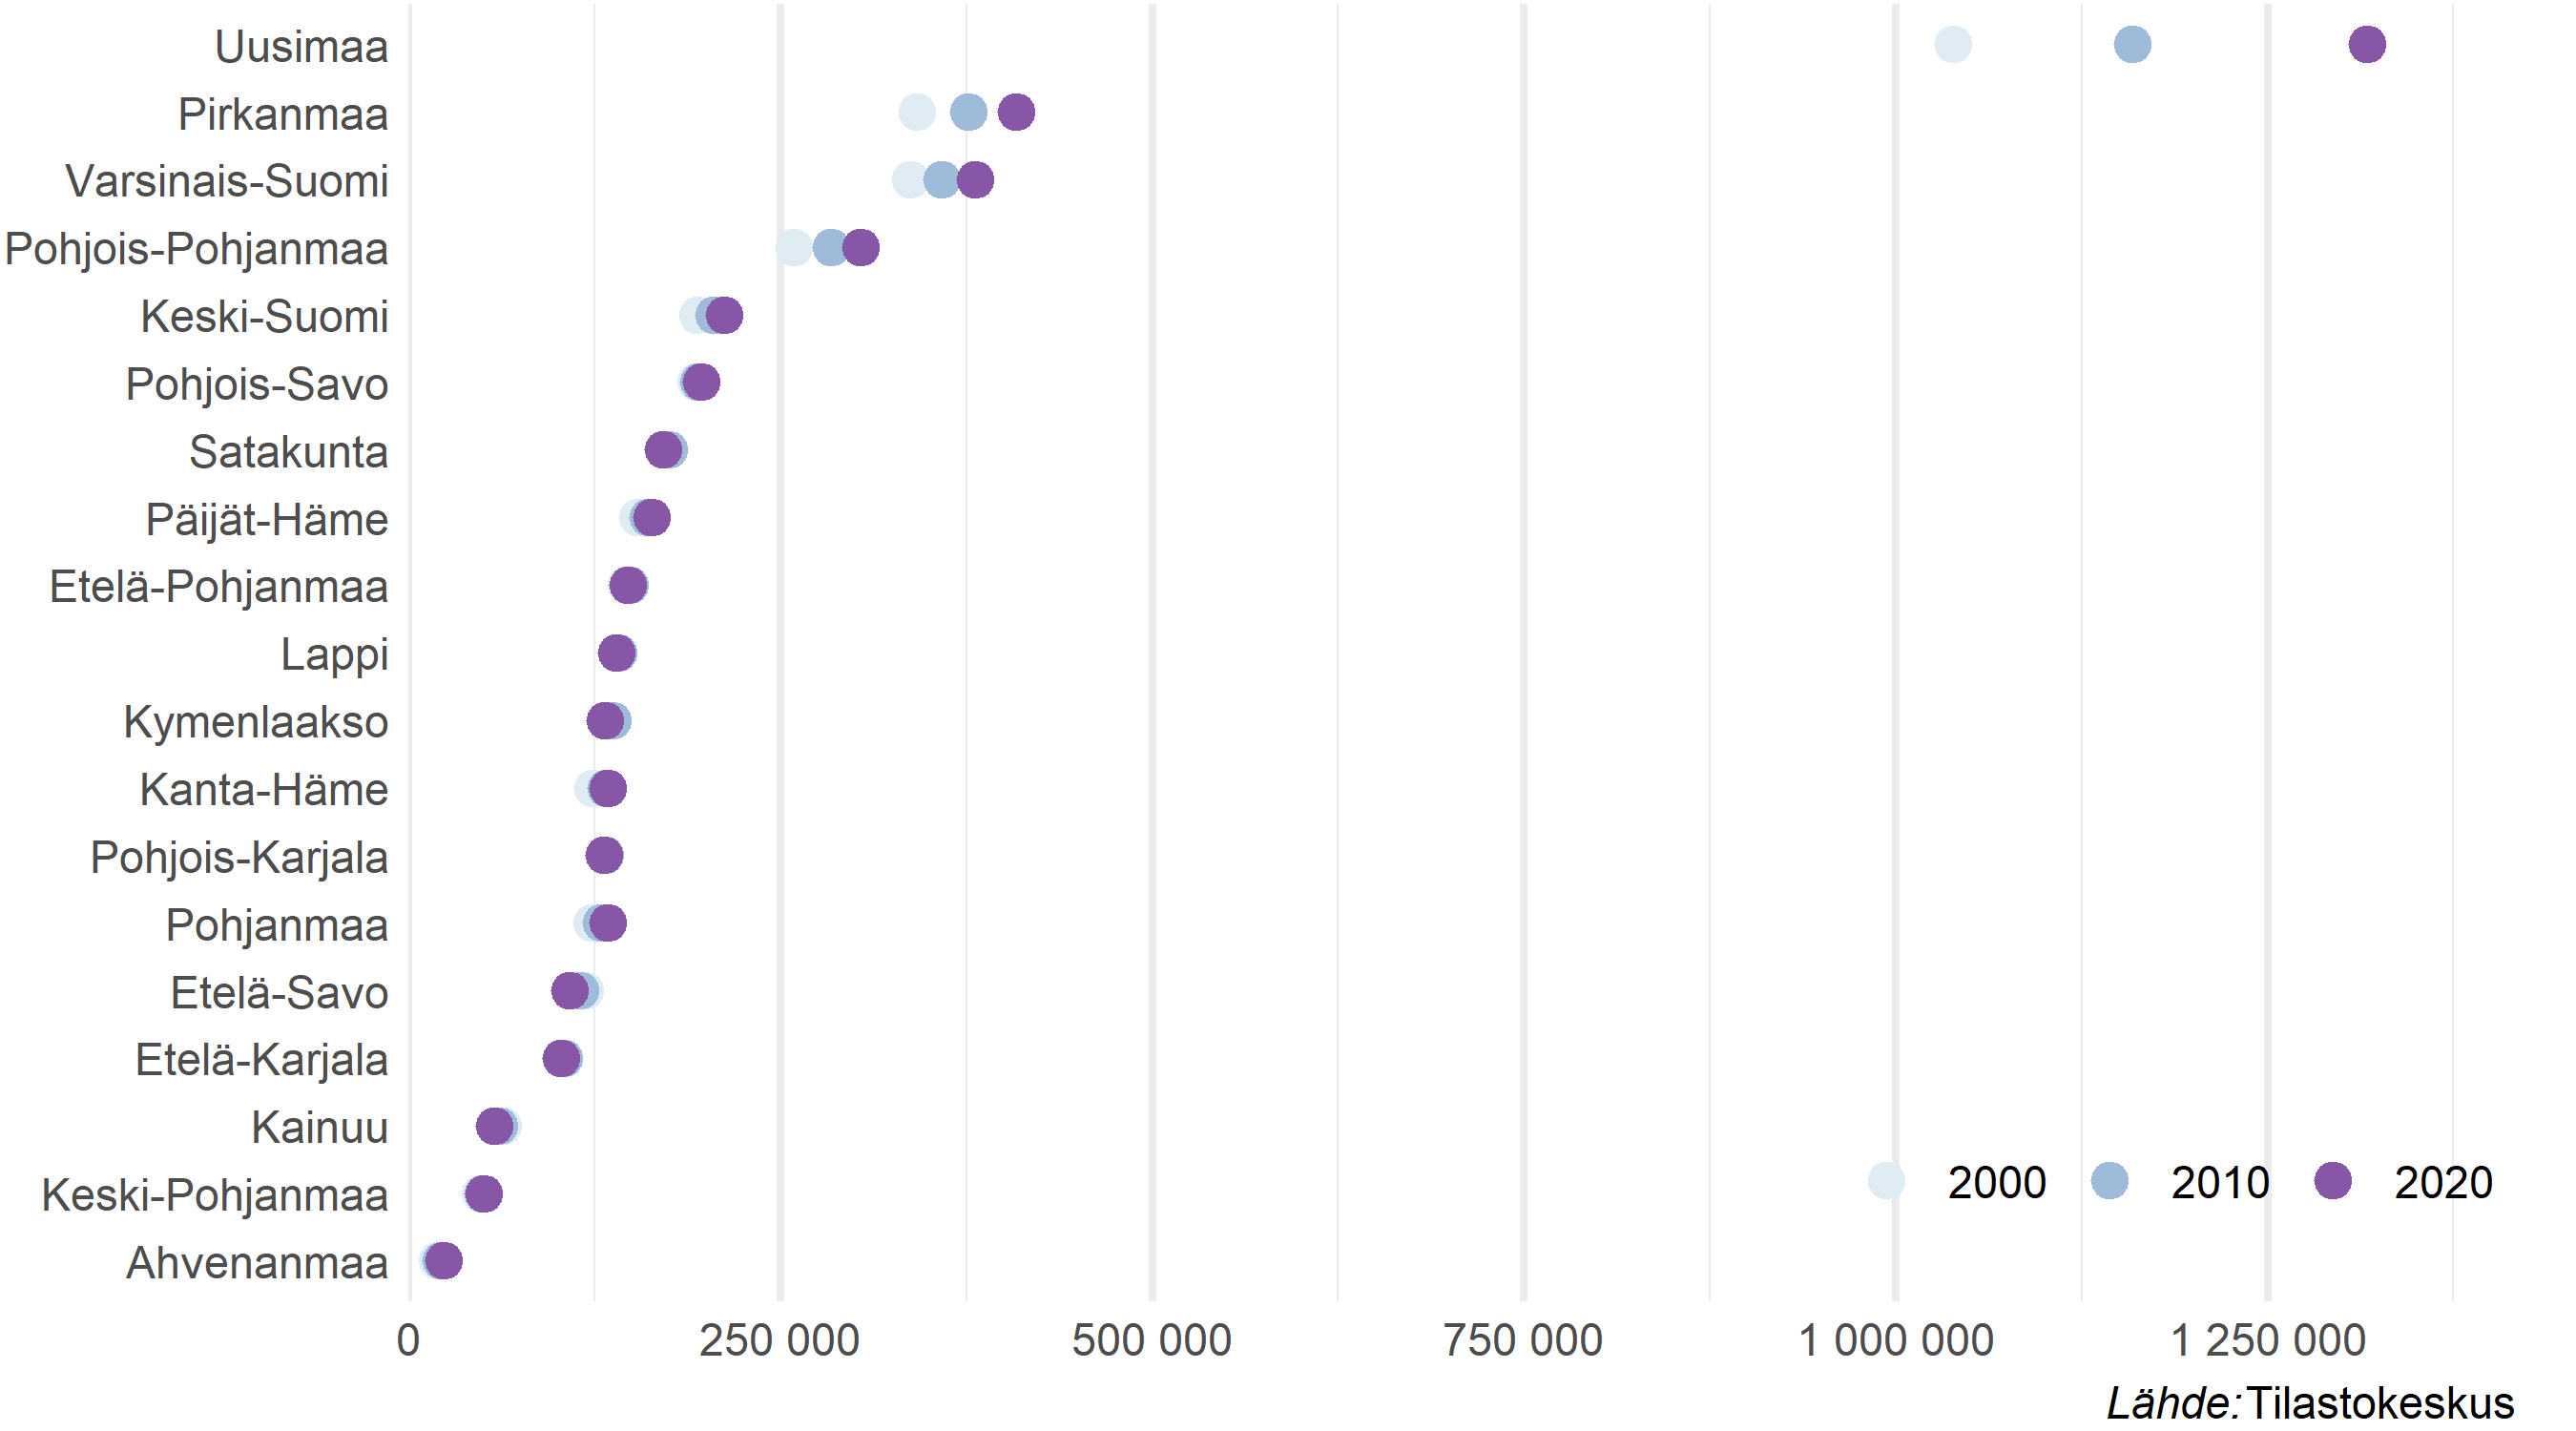 Uusimaa
Pirkanmaa
Varsinais-Suomi
Pohjois-Pohjanmaa
Keski-Suomi
Pohjois-Savo
Satakunta
Päijät-Häme
Etelä-Pohjanmaa
Lappi
Kymenlaakso
Kanta-Häme
Pohjois-Karjala
Pohjanmaa
Etelä-Savo
Etelä-Karjala
Kainuu
Keski-Pohjanmaa
Ahvenanmaa
2000 2010 2020
0 250 000 500 000 750 000 1 000 000 1 250 000
Lähde: Tilastokeskus